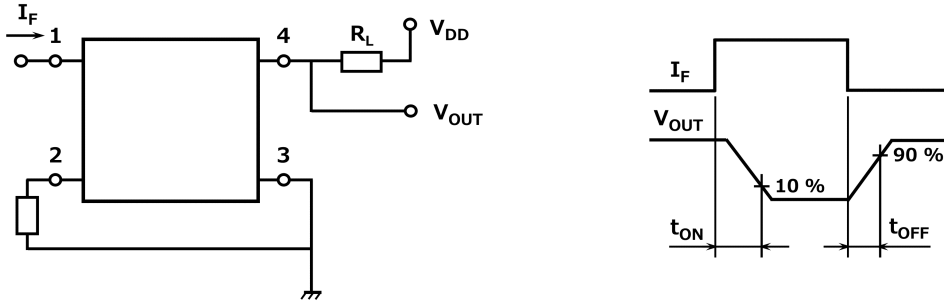 I_F
1
4
R_L
V_DD
V_OUT
2
3
I_F
V_OUT
10 %
90 %
t_ON
t_OFF